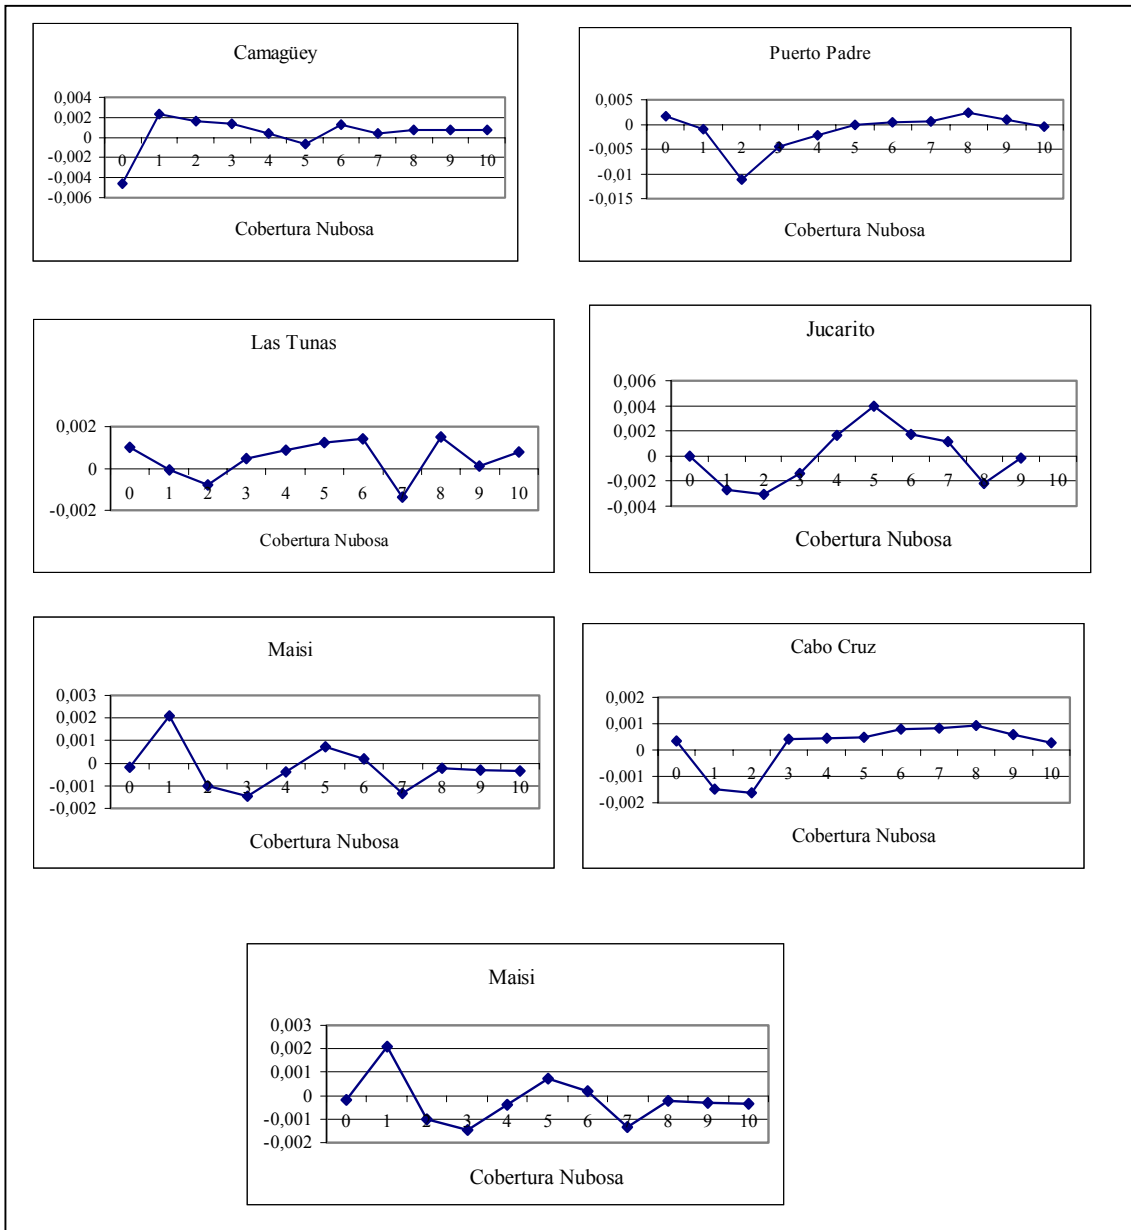 Camagüey
0,004
0,002
0
-0,002
-0,004
-0,006
0 1 2 3 4 5 6 7 8 9 10
Cobertura Nubosa
Puerto Padre
0,005
0
-0,005
-0,01
-0,015
0 1 2 3 4 5 6 7 8 9 10
Cobertura Nubosa
Las Tunas
0,002
0
-0,002
0 1 2 3 4 5 6 7 8 9 10
Cobertura Nubosa
Jucarito
0,006
0,004
0,002
0
-0,002
-0,004
0 1 2 3 4 5 6 7 8 9 10
Cobertura Nubosa
Maisi
0,003
0,002
0,001
0
-0,001
-0,002
0 1 2 3 4 5 6 7 8 9 10
Cobertura Nubosa
Cabo Cruz
0,002
0,001
0
-0,001
-0,002
0 1 2 3 4 5 6 7 8 9 10
Cobertura Nubosa
Maisi
0,003
0,002
0,001
0
-0,001
-0,002
0 1 2 3 4 5 6 7 8 9 10
Cobertura Nubosa